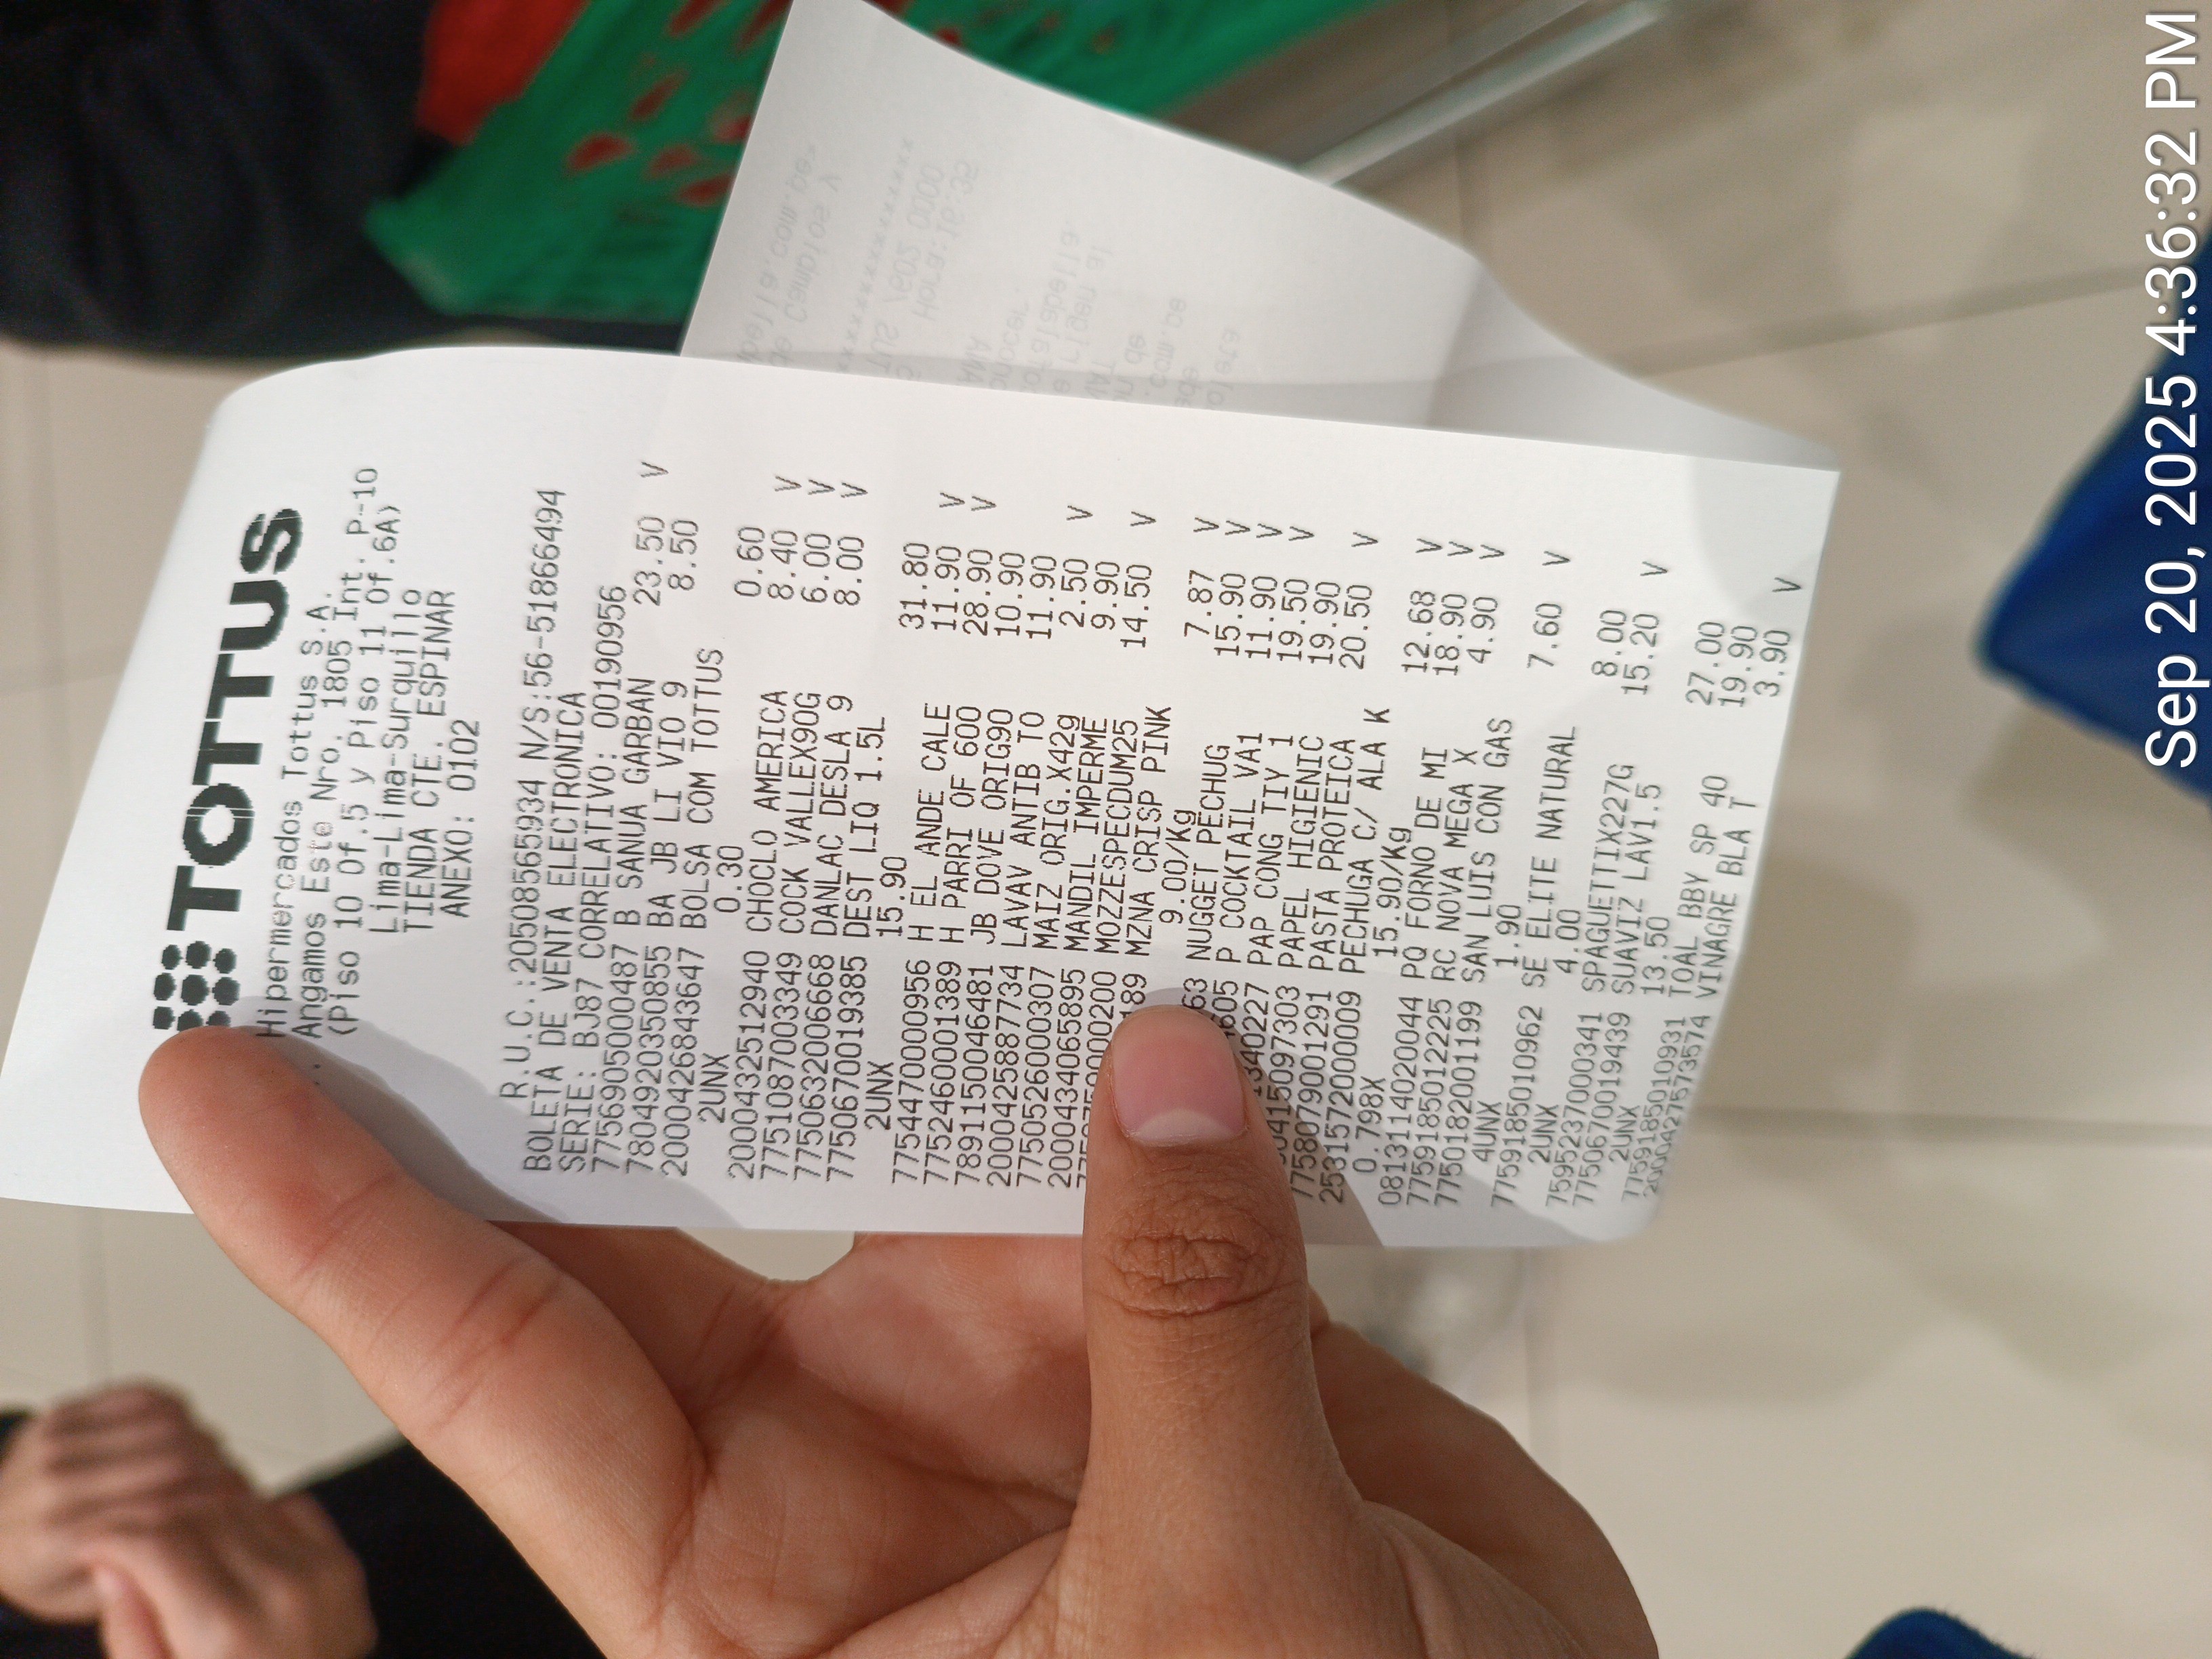 TOTTUS
Hipermercados Tottus S.A.
. Angamos Este Nro. 1805 Int. P-10
(Piso 10 Of.5 y Piso 11 Of.6A)
Lima-Lima-Surquillo
TIENDA CTE. ESPINAR
ANEXO: 0102
R.U.C.:20508565934 N/S:56-51866494
BOLETA DE VENTA ELECTRONICA
SERIE: BJ87 CORRELATIVO: 00190956
7756905000487 B SANUA GARBAN 23.50 V
7804920350855 BA JB LI VIO 9 8.50
2000426843647 BOLSA COM TOTTUS
2UNX 0.30 0.60
2000432512940 CHOCLO AMERICA 8.40 V
7751087003349 COCK VALLEX90G 6.00 V
7750632006668 DANLAC DESLA 9 8.00 V
7750670019385 DEST LIQ 1.5L
2UNX 15.90 31.80
7754470000956 H EL ANDE CALE 11.90 V
7752460001389 H PARRI OF 600 28.90 V
7891150046481 JB DOVE ORIG90 10.90
2000425887734 LAVAV ANTIB TO 11.90
7750526000307 MAIZ ORIG.X42g 2.50 V
2000434065895 MANDIL IMPERME 9.90
000200 MOZZESPECDUM25 14.50 V
189 MZNA CRISP PINK
9.00/Kg 7.87 V
63 NUGGET PECHUG 15.90 V
605 P COCKTAIL VA1 11.90 V
340227 PAP CONG TIY 1 19.50 V
415097303 PAPEL HIGIENIC 19.90
7758079001291 PASTA PROTEICA 20.50 V
2531572000009 PECHUGA C/ ALA K
0.798X 15.90/Kg 12.68 V
0813114020044 PQ FORNO DE MI 18.90 V
7759185012225 RC NOVA MEGA X 4.90 V
7750182001199 SAN LUIS CON GAS
4UNX 1.90 7.60 V
7759185010962 SE ELITE NATURAL
2UNX 4.00 8.00
7595237000341 SPAGUETTIX227G 15.20 V
7750670019439 SUAVIZ LAV1.5
2UNX 13.50 27.00
7759185010931 TOAL BBY SP 40 19.90
2000427573574 VINAGRE BLA T 3.90 V
Sep 20, 2025 4:36:32 PM